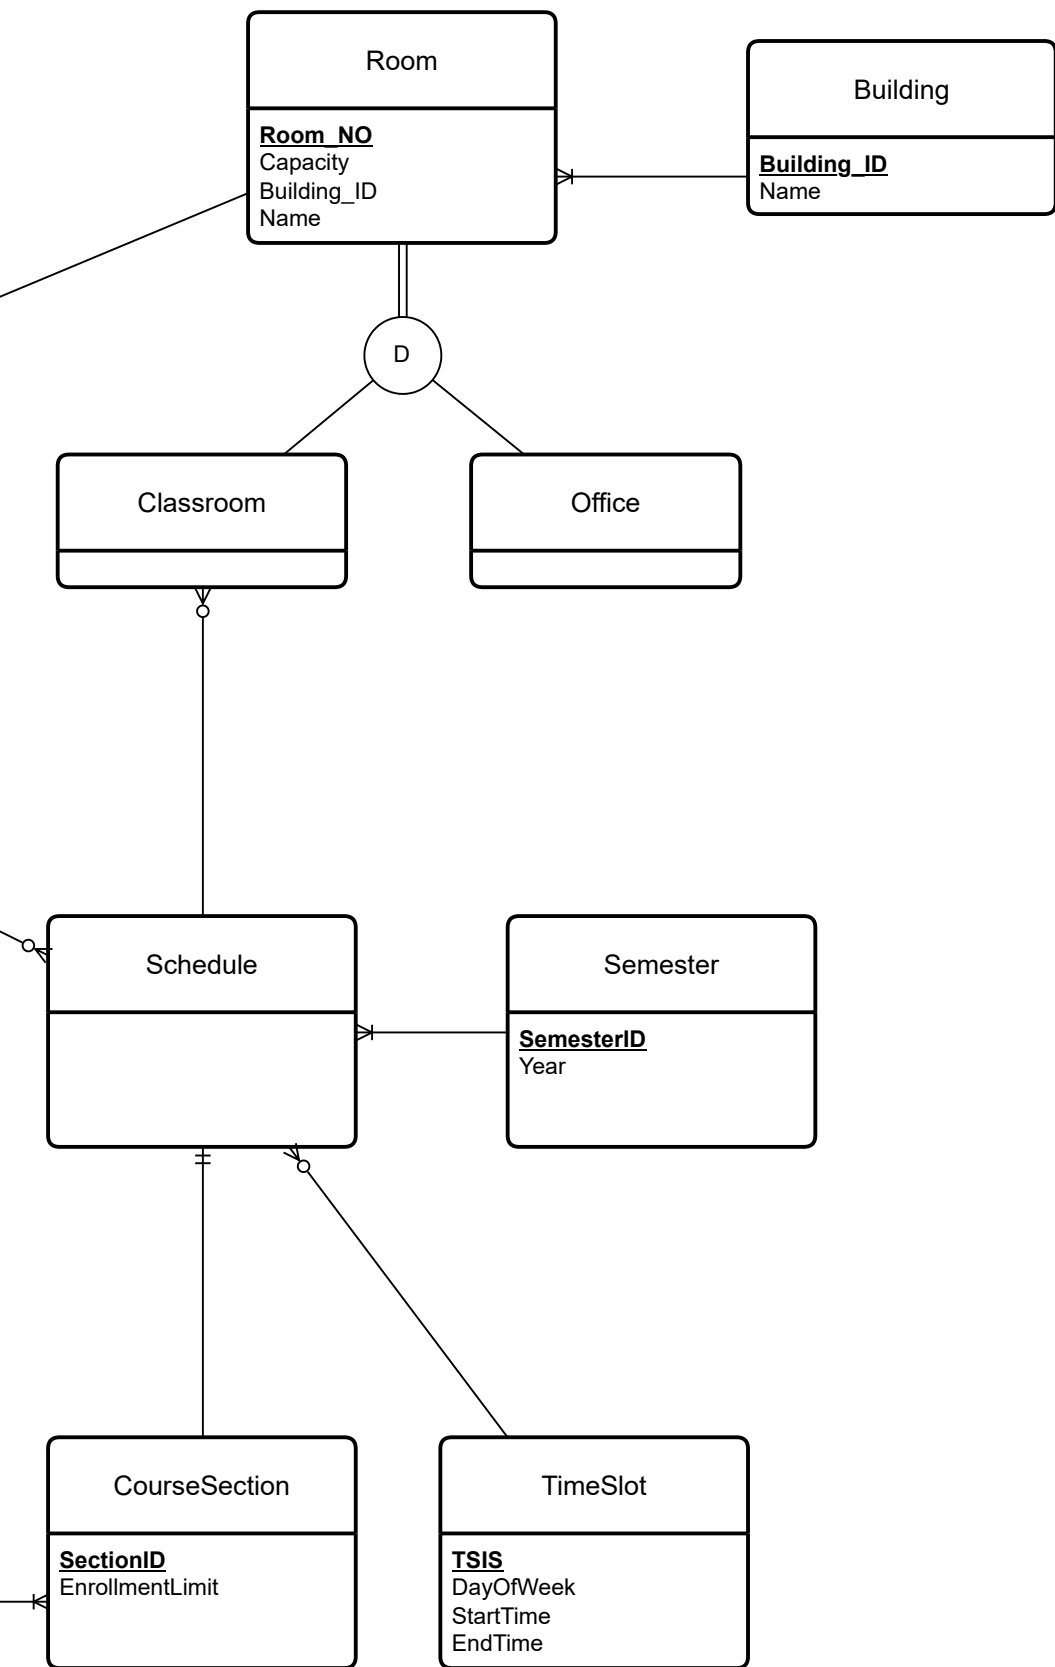 Room
Room_NO
Capacity
Building_ID
Name
Building
Building_ID
Name
D
Classroom
Office
Schedule
Semester
SemesterID
Year
CourseSection
SectionID
EnrollmentLimit
TimeSlot
TSIS
DayOfWeek
StartTime
EndTime